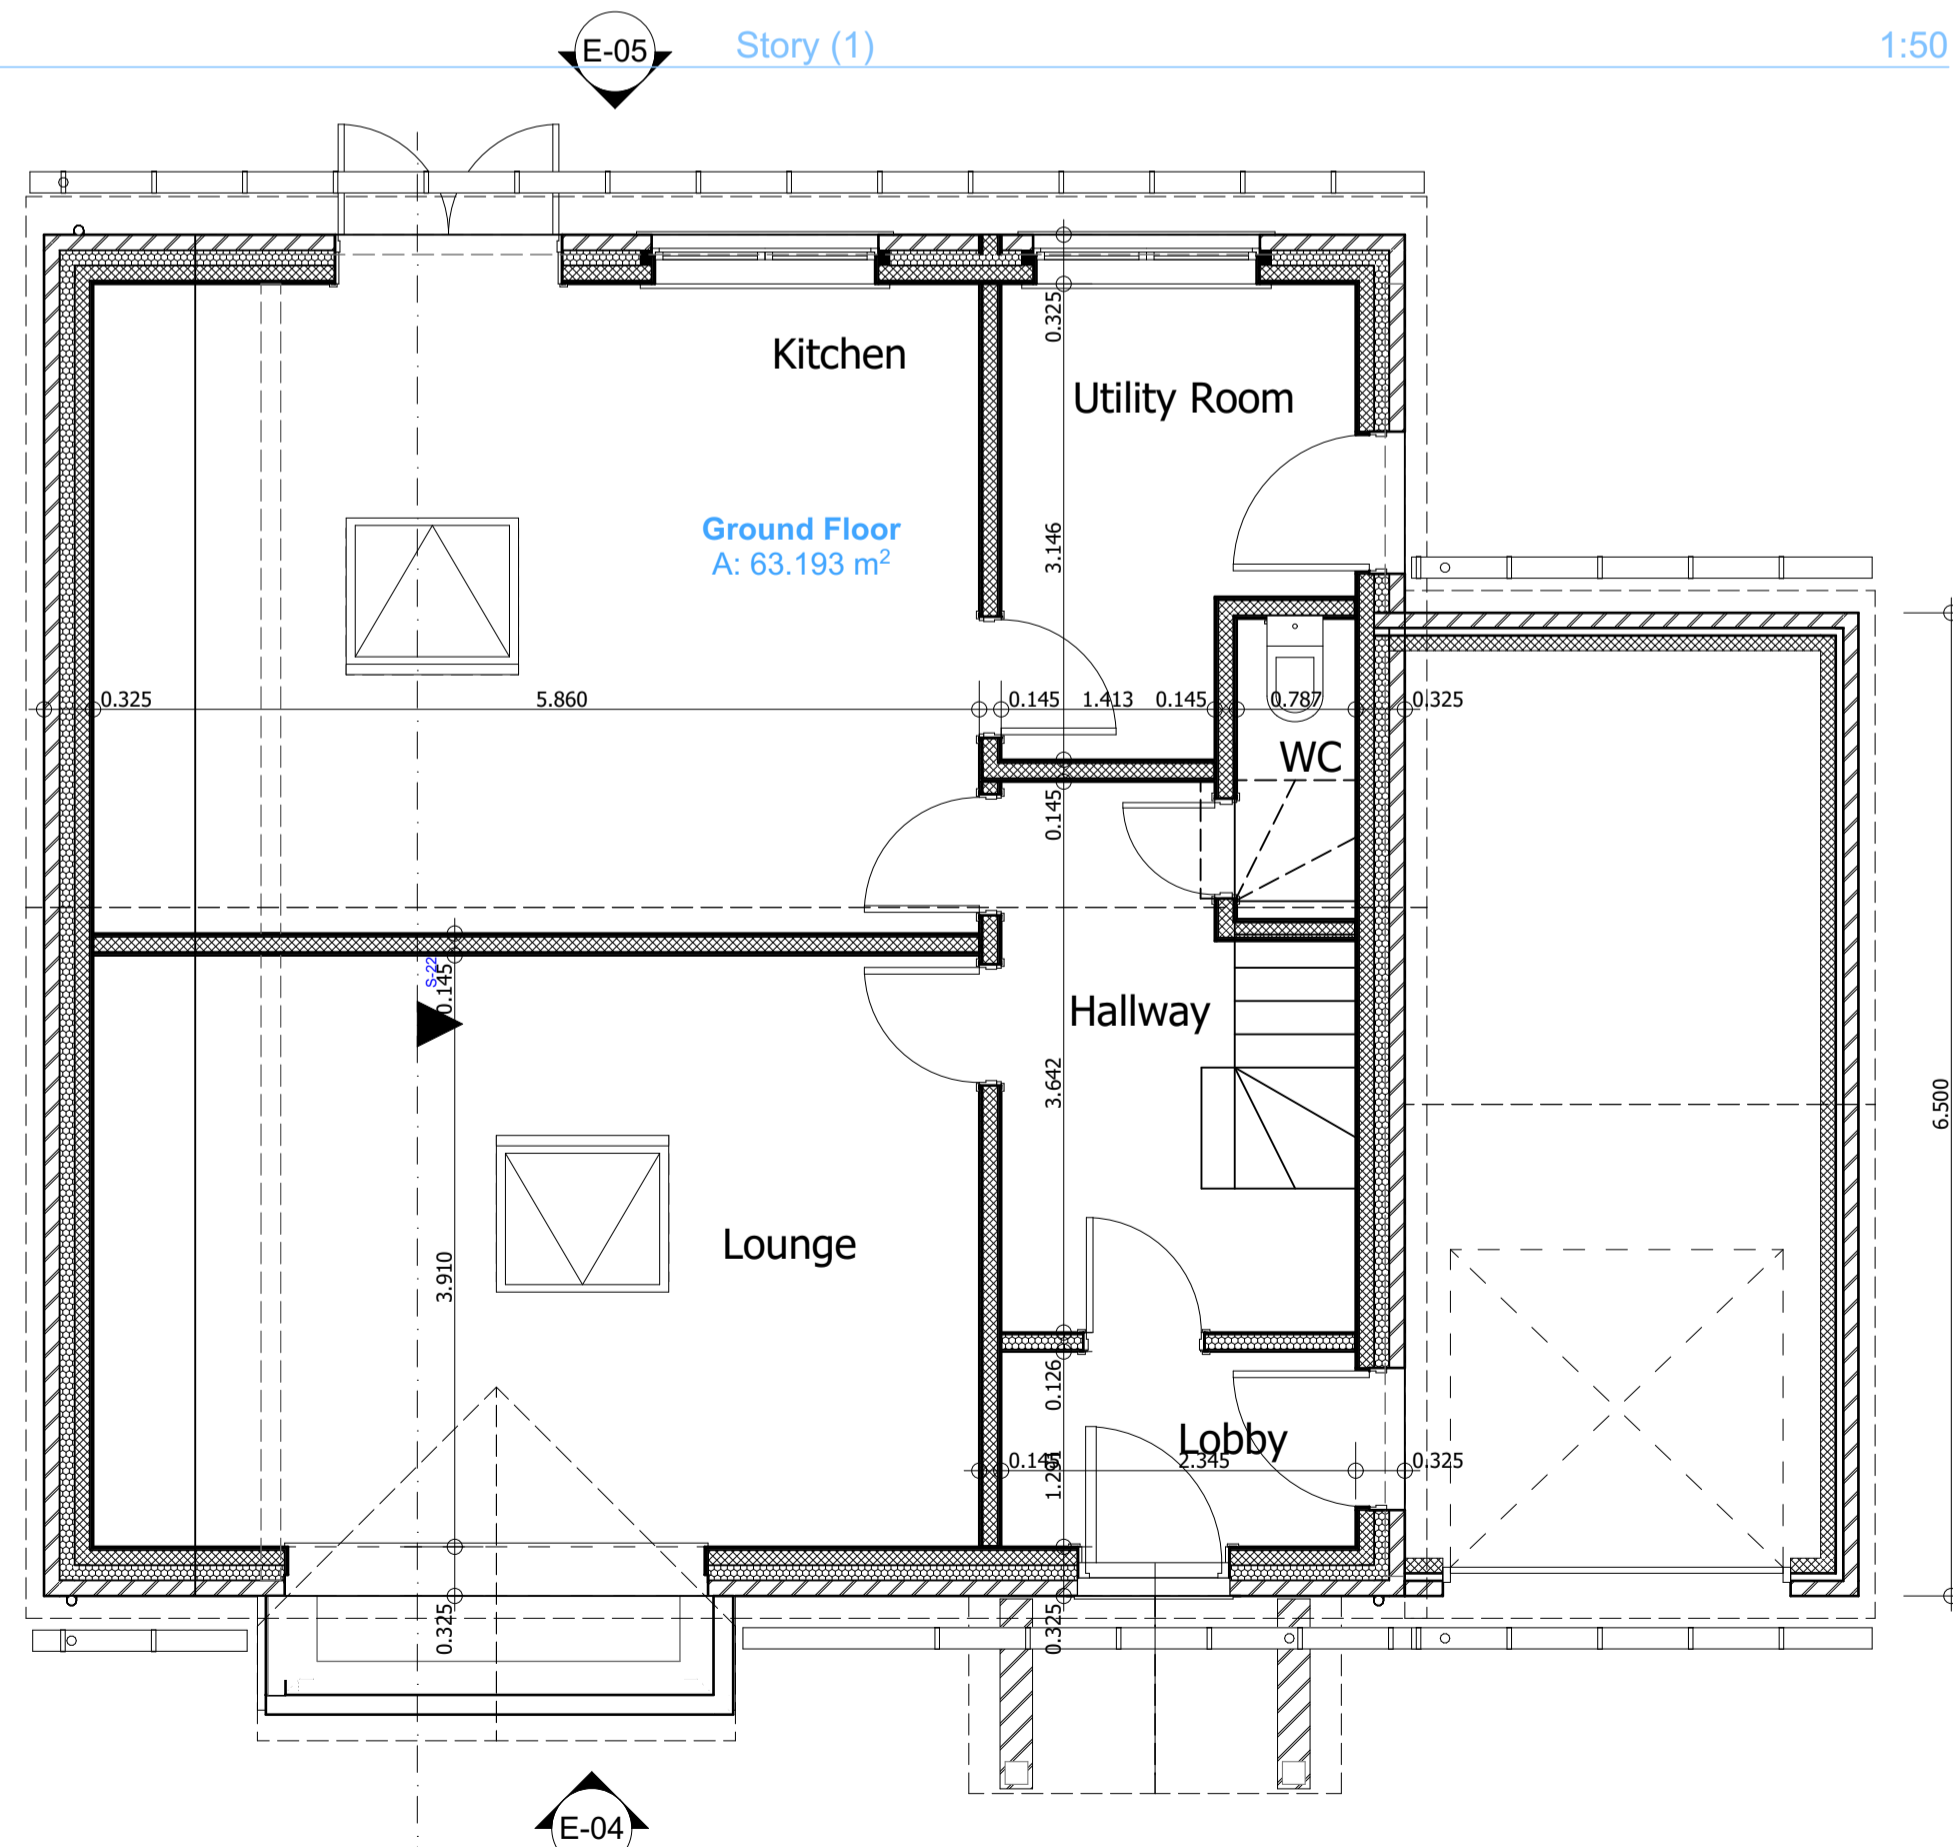 E-05
Story (1)
1:50
Kitchen
0.325
Utility Room
Ground Floor
A: 63.193 m²
3.146
0.325
5.860
0.145
1.413
0.145
0.787
0.325
WC
0.145
S-22
0.145
Hallway
3.642
6.500
Lounge
3.910
0.126
Lobby
0.145
1.291
2.345
0.325
0.325
0.325
E-04